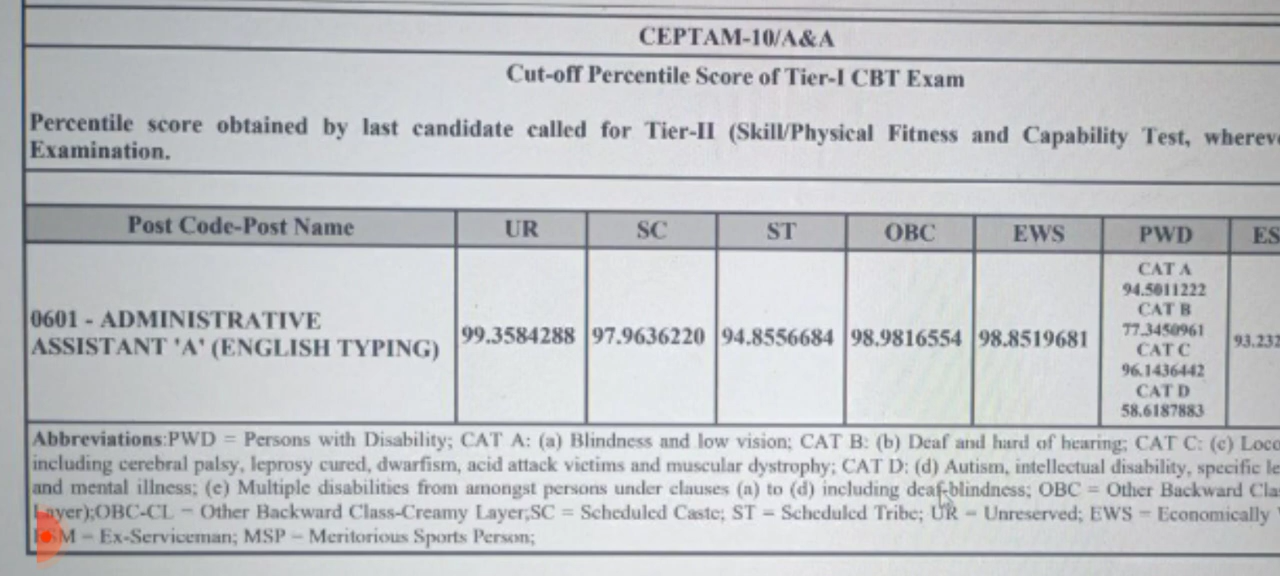 CEPTAM-10/A&A
Cut-off Percentile Score of Tier-I CBT Exam
Percentile score obtained by last candidate called for Tier-II (Skill/Physical Fitness and Capability Test, wherev
Examination.
Post Code-Post Name UR SC ST OBC EWS PWD ES
0601 - ADMINISTRATIVE
ASSISTANT 'A' (ENGLISH TYPING)
99.3584288 97.9636220 94.8556684 98.9816554 98.8519681
CAT A
94.5011222
CAT B
77.3450961
CAT C
96.1436442
CAT D
58.6187883
93.232
Abbreviations:PWD = Persons with Disability; CAT A: (a) Blindness and low vision; CAT B: (b) Deaf and hard of hearing; CAT C: (c) Loco
including cerebral palsy, leprosy cured, dwarfism, acid attack victims and muscular dystrophy; CAT D: (d) Autism, intellectual disability, specific le
and mental illness; (e) Multiple disabilities from amongst persons under clauses (a) to (d) including deaf-blindness; OBC = Other Backward Cla
Layer);OBC-CL = Other Backward Class-Creamy Layer;SC = Scheduled Caste; ST = Scheduled Tribe; UR = Unreserved; EWS = Economically
M = Ex-Serviceman; MSP = Meritorious Sports Person;